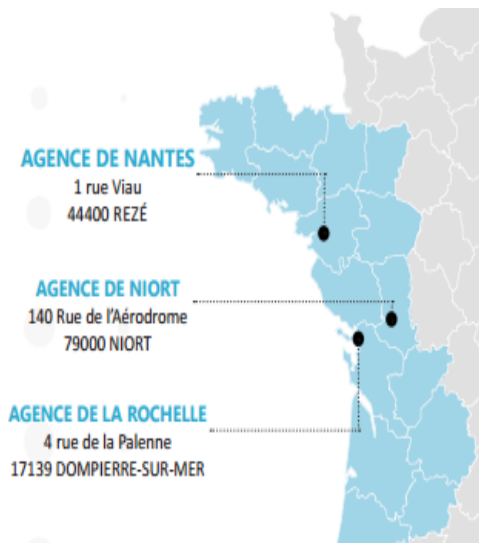 AGENCE DE NANTES
1 rue Viau
44400 REZÉ
AGENCE DE NIORT
140 Rue de l'Aérodrome
79000 NIORT
AGENCE DE LA ROCHELLE
4 rue de la Palenne
17139 DOMPIERRE-SUR-MER